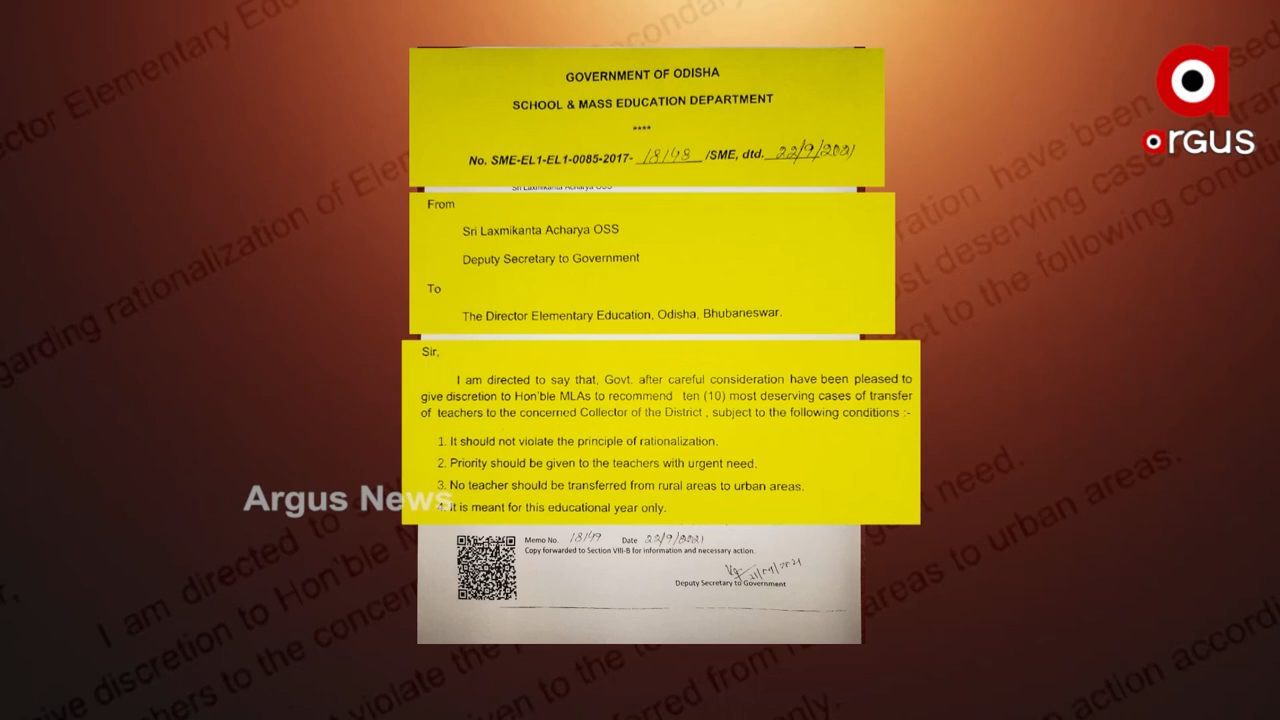 argus
GOVERNMENT OF ODISHA
SCHOOL & MASS EDUCATION DEPARTMENT
****
No. SME-EL1-EL1-0085-2017- 18148 /SME, dtd. 22/9/2021
Sri Laxmikanta Acharya OSS
From
Sri Laxmikanta Acharya OSS
Deputy Secretary to Government
To
The Director Elementary Education, Odisha, Bhubaneswar.
Sir,
I am directed to say that, Govt. after careful consideration have been pleased to
give discretion to Hon'ble MLAs to recommend ten (10) most deserving cases of transfer
of teachers to the concerned Collector of the District , subject to the following conditions :-
1. It should not violate the principle of rationalization.
2. Priority should be given to the teachers with urgent need.
3. No teacher should be transferred from rural areas to urban areas.
4. It is meant for this educational year only.
Argus News
Memo No. 18149 Date 22/9/2021
Copy forwarded to Section VIII-B for information and necessary action.
Deputy Secretary to Government